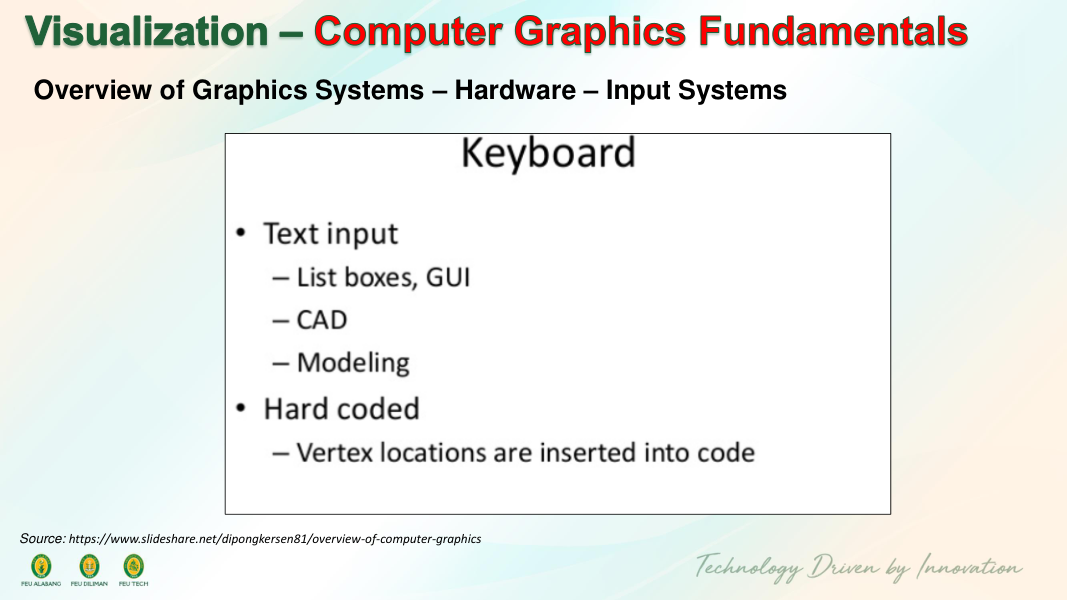 Visualization – Computer Graphics Fundamentals
Overview of Graphics Systems – Hardware – Input Systems
Keyboard
• Text input
– List boxes, GUI
– CAD
– Modeling
• Hard coded
– Vertex locations are inserted into code
Source: https://www.slideshare.net/dipongkersen81/overview-of-computer-graphics
FEU ALABANG FEU DILIMAN FEU TECH
Technology Driven by Innovation